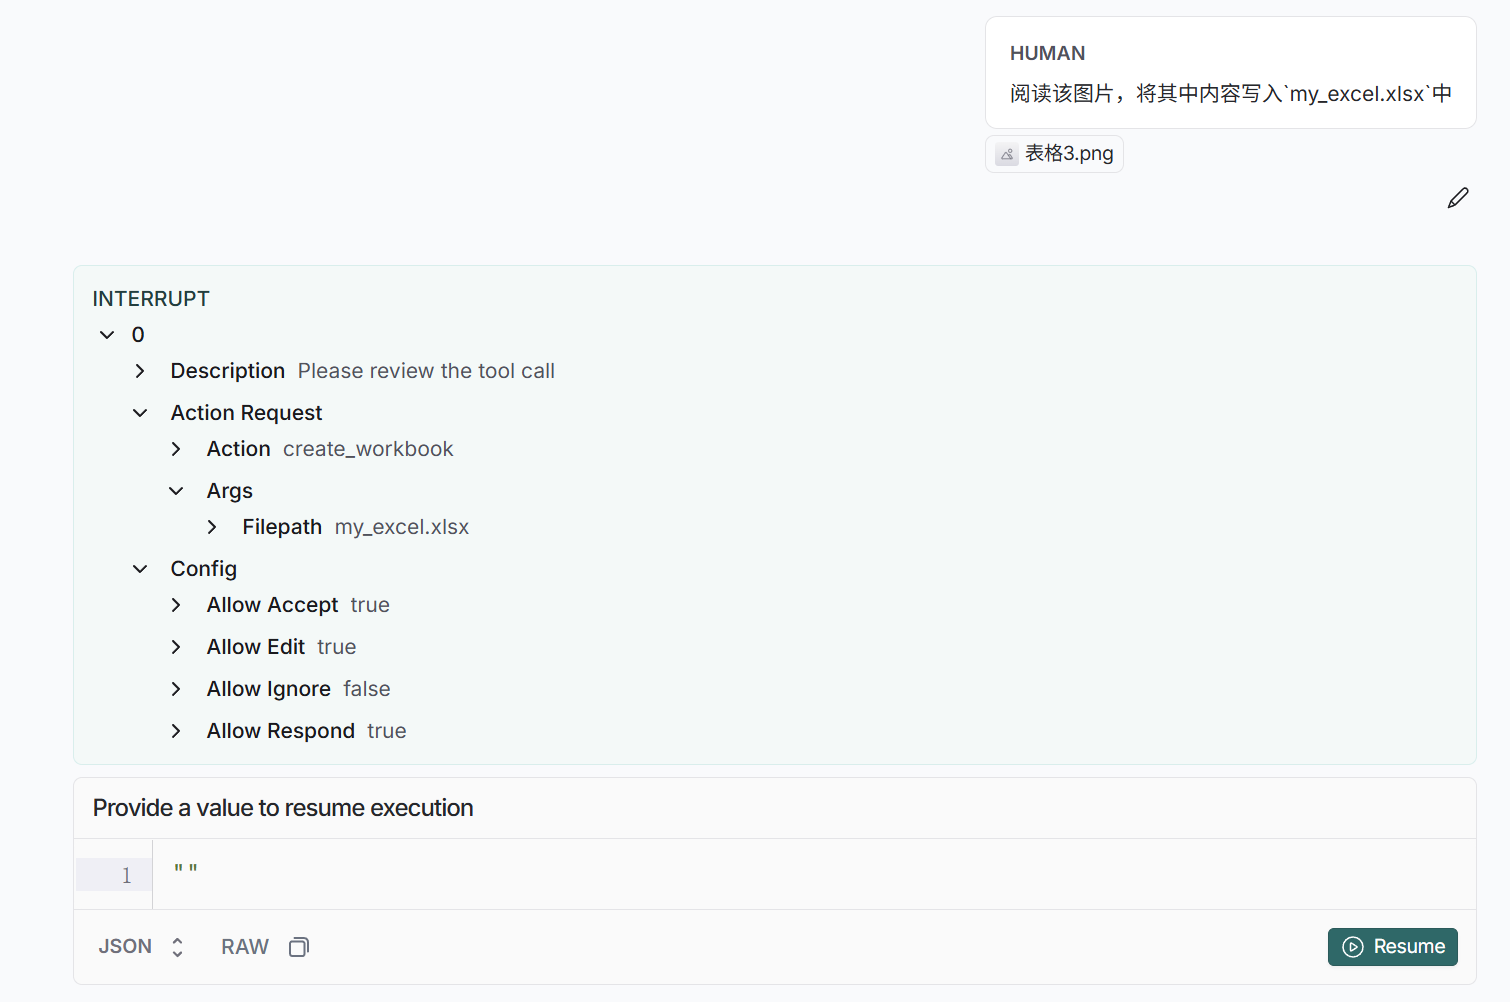 HUMAN
阅读该图片，将其中内容写入`my_excel.xlsx`中
表格3.png
INTERRUPT
0
Description Please review the tool call
Action Request
Action create_workbook
Args
Filepath my_excel.xlsx
Config
Allow Accept true
Allow Edit true
Allow Ignore false
Allow Respond true
Provide a value to resume execution
1 ""
JSON RAW Resume